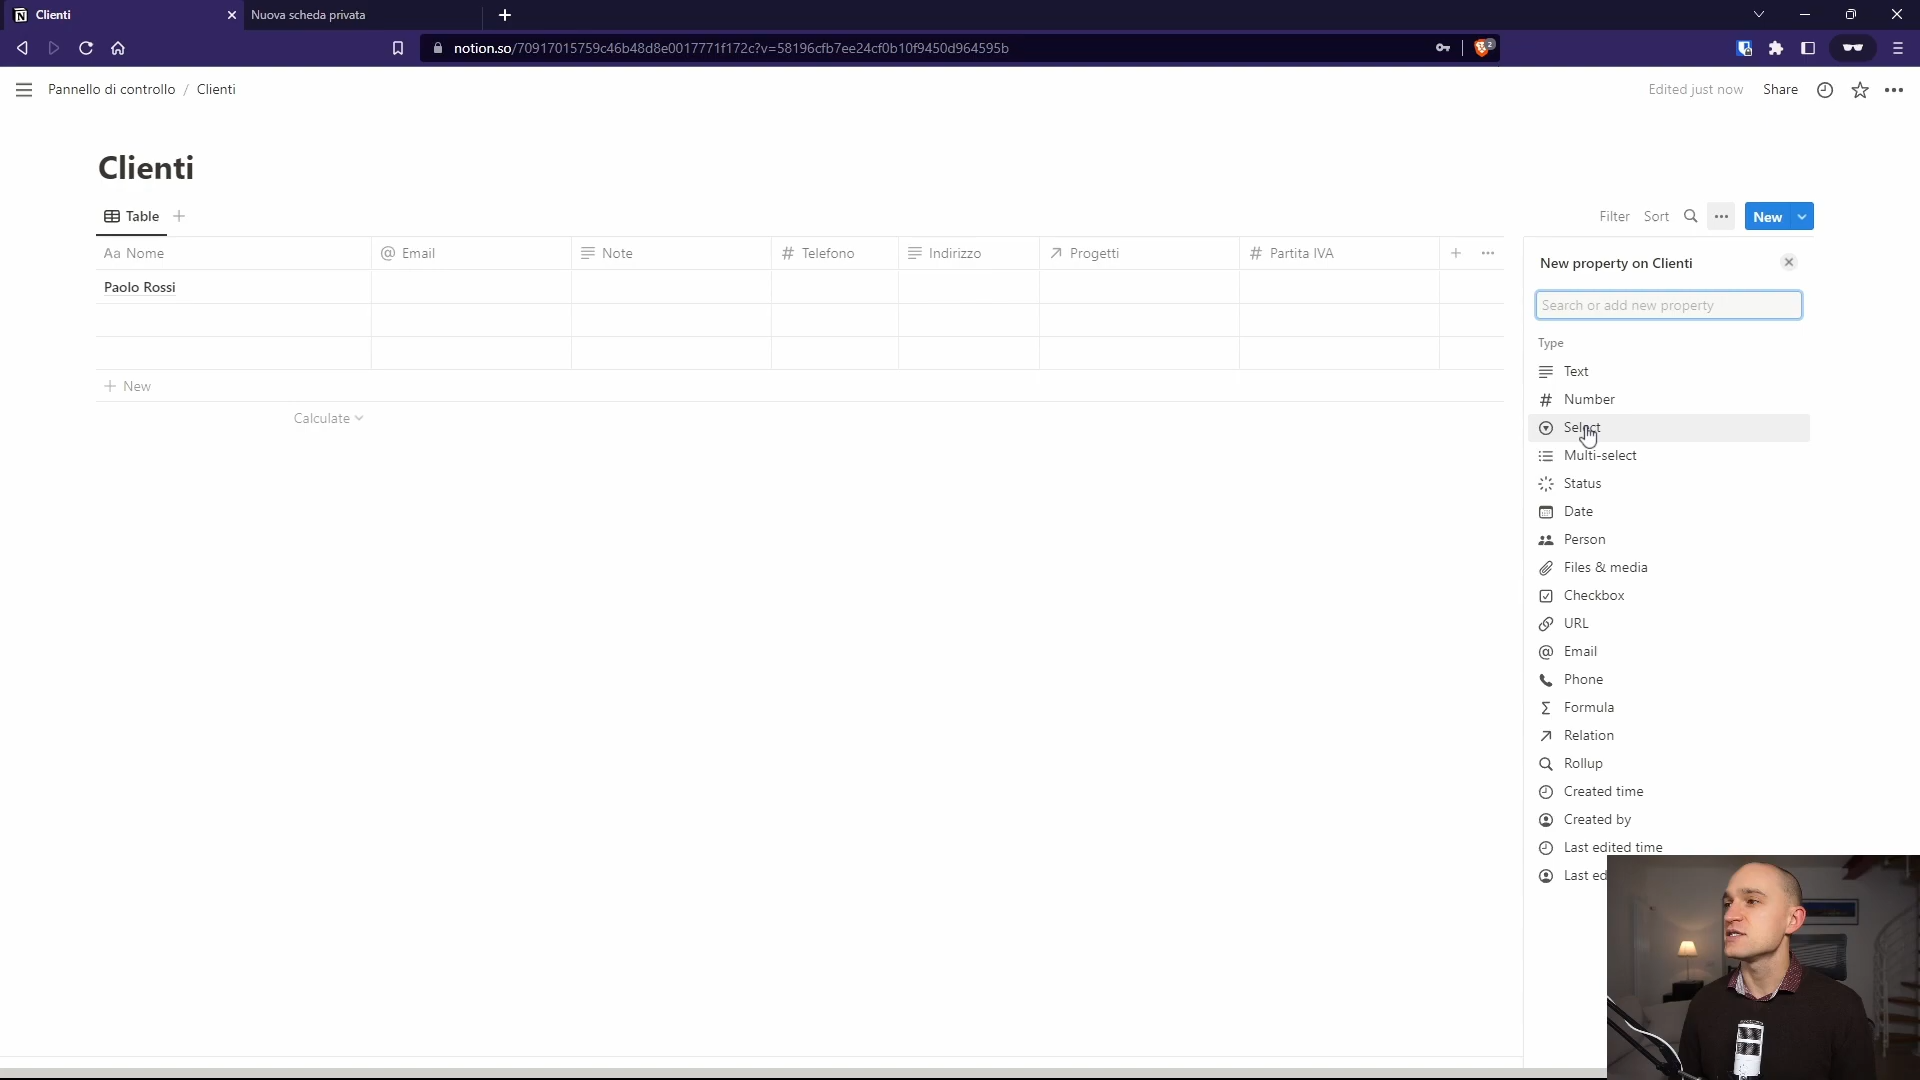 Clienti
Nuova scheda privata
notion.so/70917015759c46b48d8e0017771f172c?v=58196cfb7ee24cf0b10f9450d964595b
2
Pannello di controllo / Clienti
Edited just now
Share
Clienti
Table
Filter
Sort
New
Aa Nome
@ Email
Note
# Telefono
Indirizzo
Progetti
# Partita IVA
Paolo Rossi
+ New
Calculate
New property on Clienti
Search or add new property
Type
Text
# Number
Select
Multi-select
Status
Date
Person
Files & media
Checkbox
URL
@ Email
Phone
Σ Formula
Relation
Rollup
Created time
Created by
Last edited time
Last ed